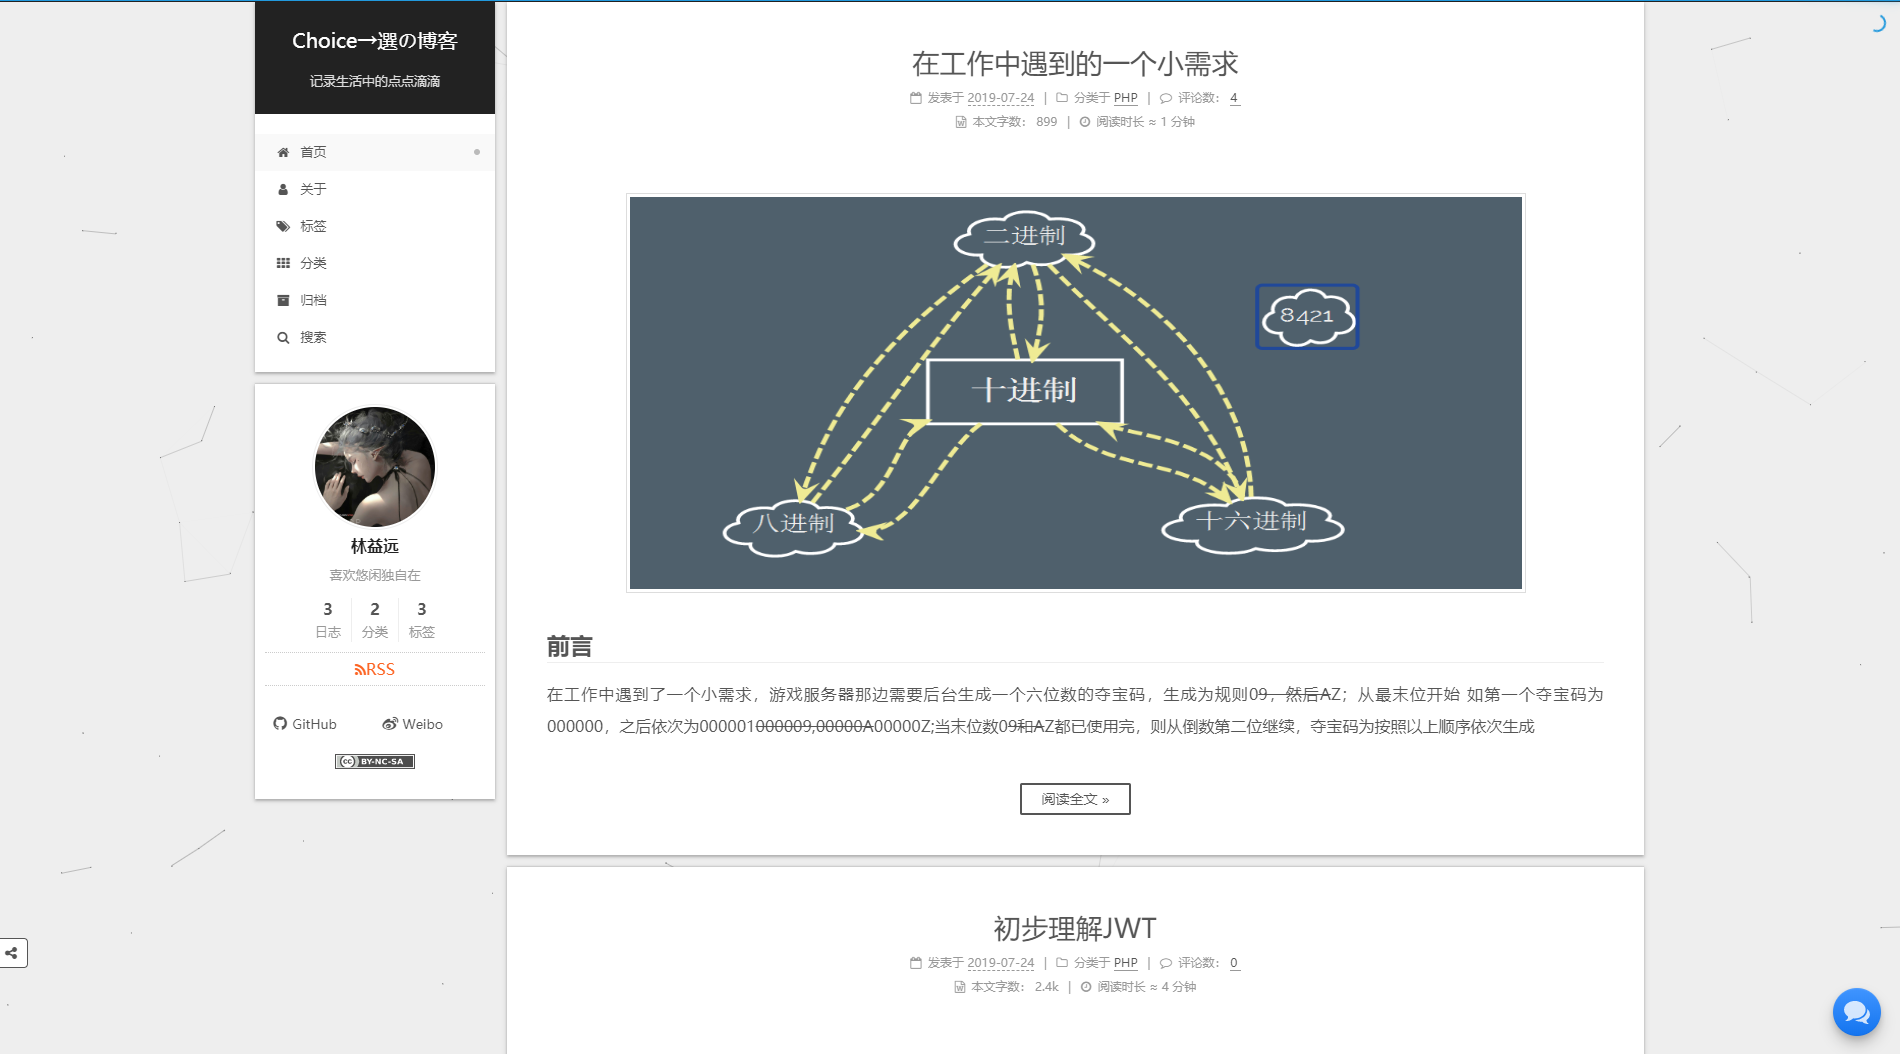 Choice→選の博客
记录生活中的点点滴滴
首页
关于
标签
分类
归档
搜索
林益远
喜欢悠闲独自在
3 2 3
日志 分类 标签
RSS
GitHub Weibo
BY-NC-SA
在工作中遇到的一个小需求
发表于 2019-07-24 | 分类于 PHP | 评论数： 4
本文字数： 899 | 阅读时长 ≈ 1 分钟
二进制
8421
十进制
八进制
十六进制
前言
在工作中遇到了一个小需求，游戏服务器那边需要后台生成一个六位数的夺宝码，生成为规则09，然后AZ；从最末位开始 如第一个夺宝码为
000000，之后依次为000001000009,00000A00000Z;当末位数09和AZ都已使用完，则从倒数第二位继续，夺宝码为按照以上顺序依次生成
阅读全文 »
初步理解JWT
发表于 2019-07-24 | 分类于 PHP | 评论数： 0
本文字数： 2.4k | 阅读时长 ≈ 4 分钟